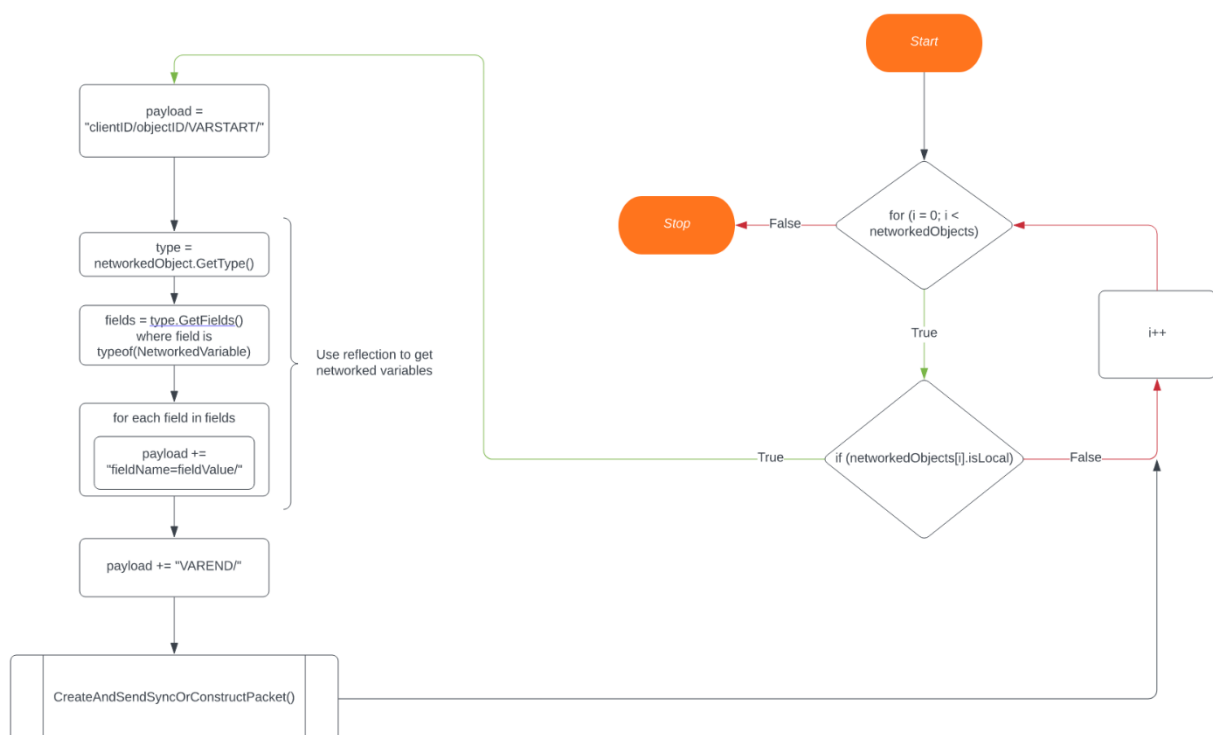 Start
for (i = 0; i <
networkedObjects)
False
Stop
True
i++
if (networkedObjects[i].isLocal)
False
True
payload =
"clientID/objectID/VARSTART/"
type =
networkedObject.GetType()
fields = type.GetFields()
where field is
typeof(NetworkedVariable)
for each field in fields
payload +=
"fieldName=fieldValue/"
Use reflection to get
networked variables
payload += "VAREND/"
CreateAndSendSyncOrConstructPacket()